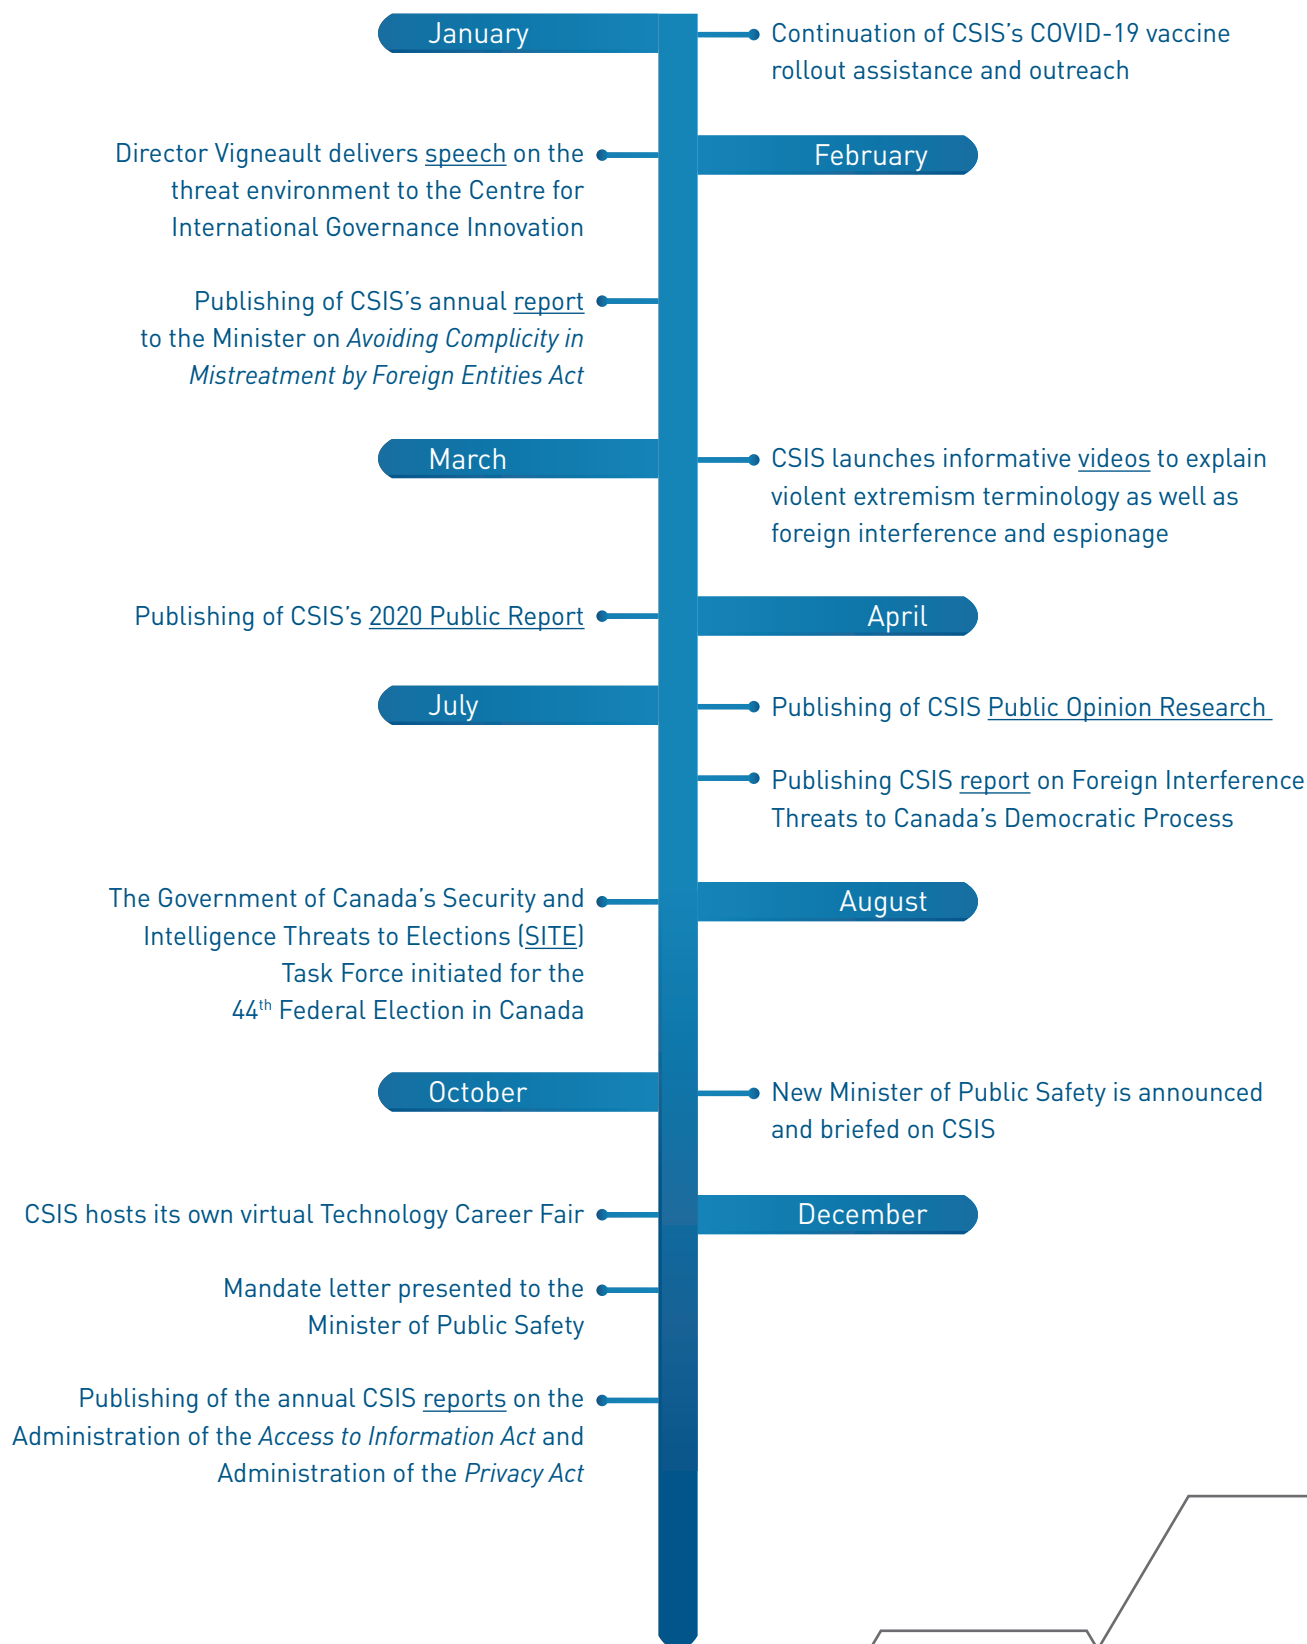 January
Continuation of CSIS’s COVID-19 vaccine
rollout assistance and outreach
February
Director Vigneault delivers speech on the
threat environment to the Centre for
International Governance Innovation
Publishing of CSIS’s annual report
to the Minister on Avoiding Complicity in
Mistreatment by Foreign Entities Act
March
CSIS launches informative videos to explain
violent extremism terminology as well as
foreign interference and espionage
April
Publishing of CSIS’s 2020 Public Report
July
Publishing of CSIS Public Opinion Research
Publishing CSIS report on Foreign Interference
Threats to Canada’s Democratic Process
August
The Government of Canada’s Security and
Intelligence Threats to Elections (SITE)
Task Force initiated for the
44th Federal Election in Canada
October
New Minister of Public Safety is announced
and briefed on CSIS
December
CSIS hosts its own virtual Technology Career Fair
Mandate letter presented to the
Minister of Public Safety
Publishing of the annual CSIS reports on the
Administration of the Access to Information Act and
Administration of the Privacy Act